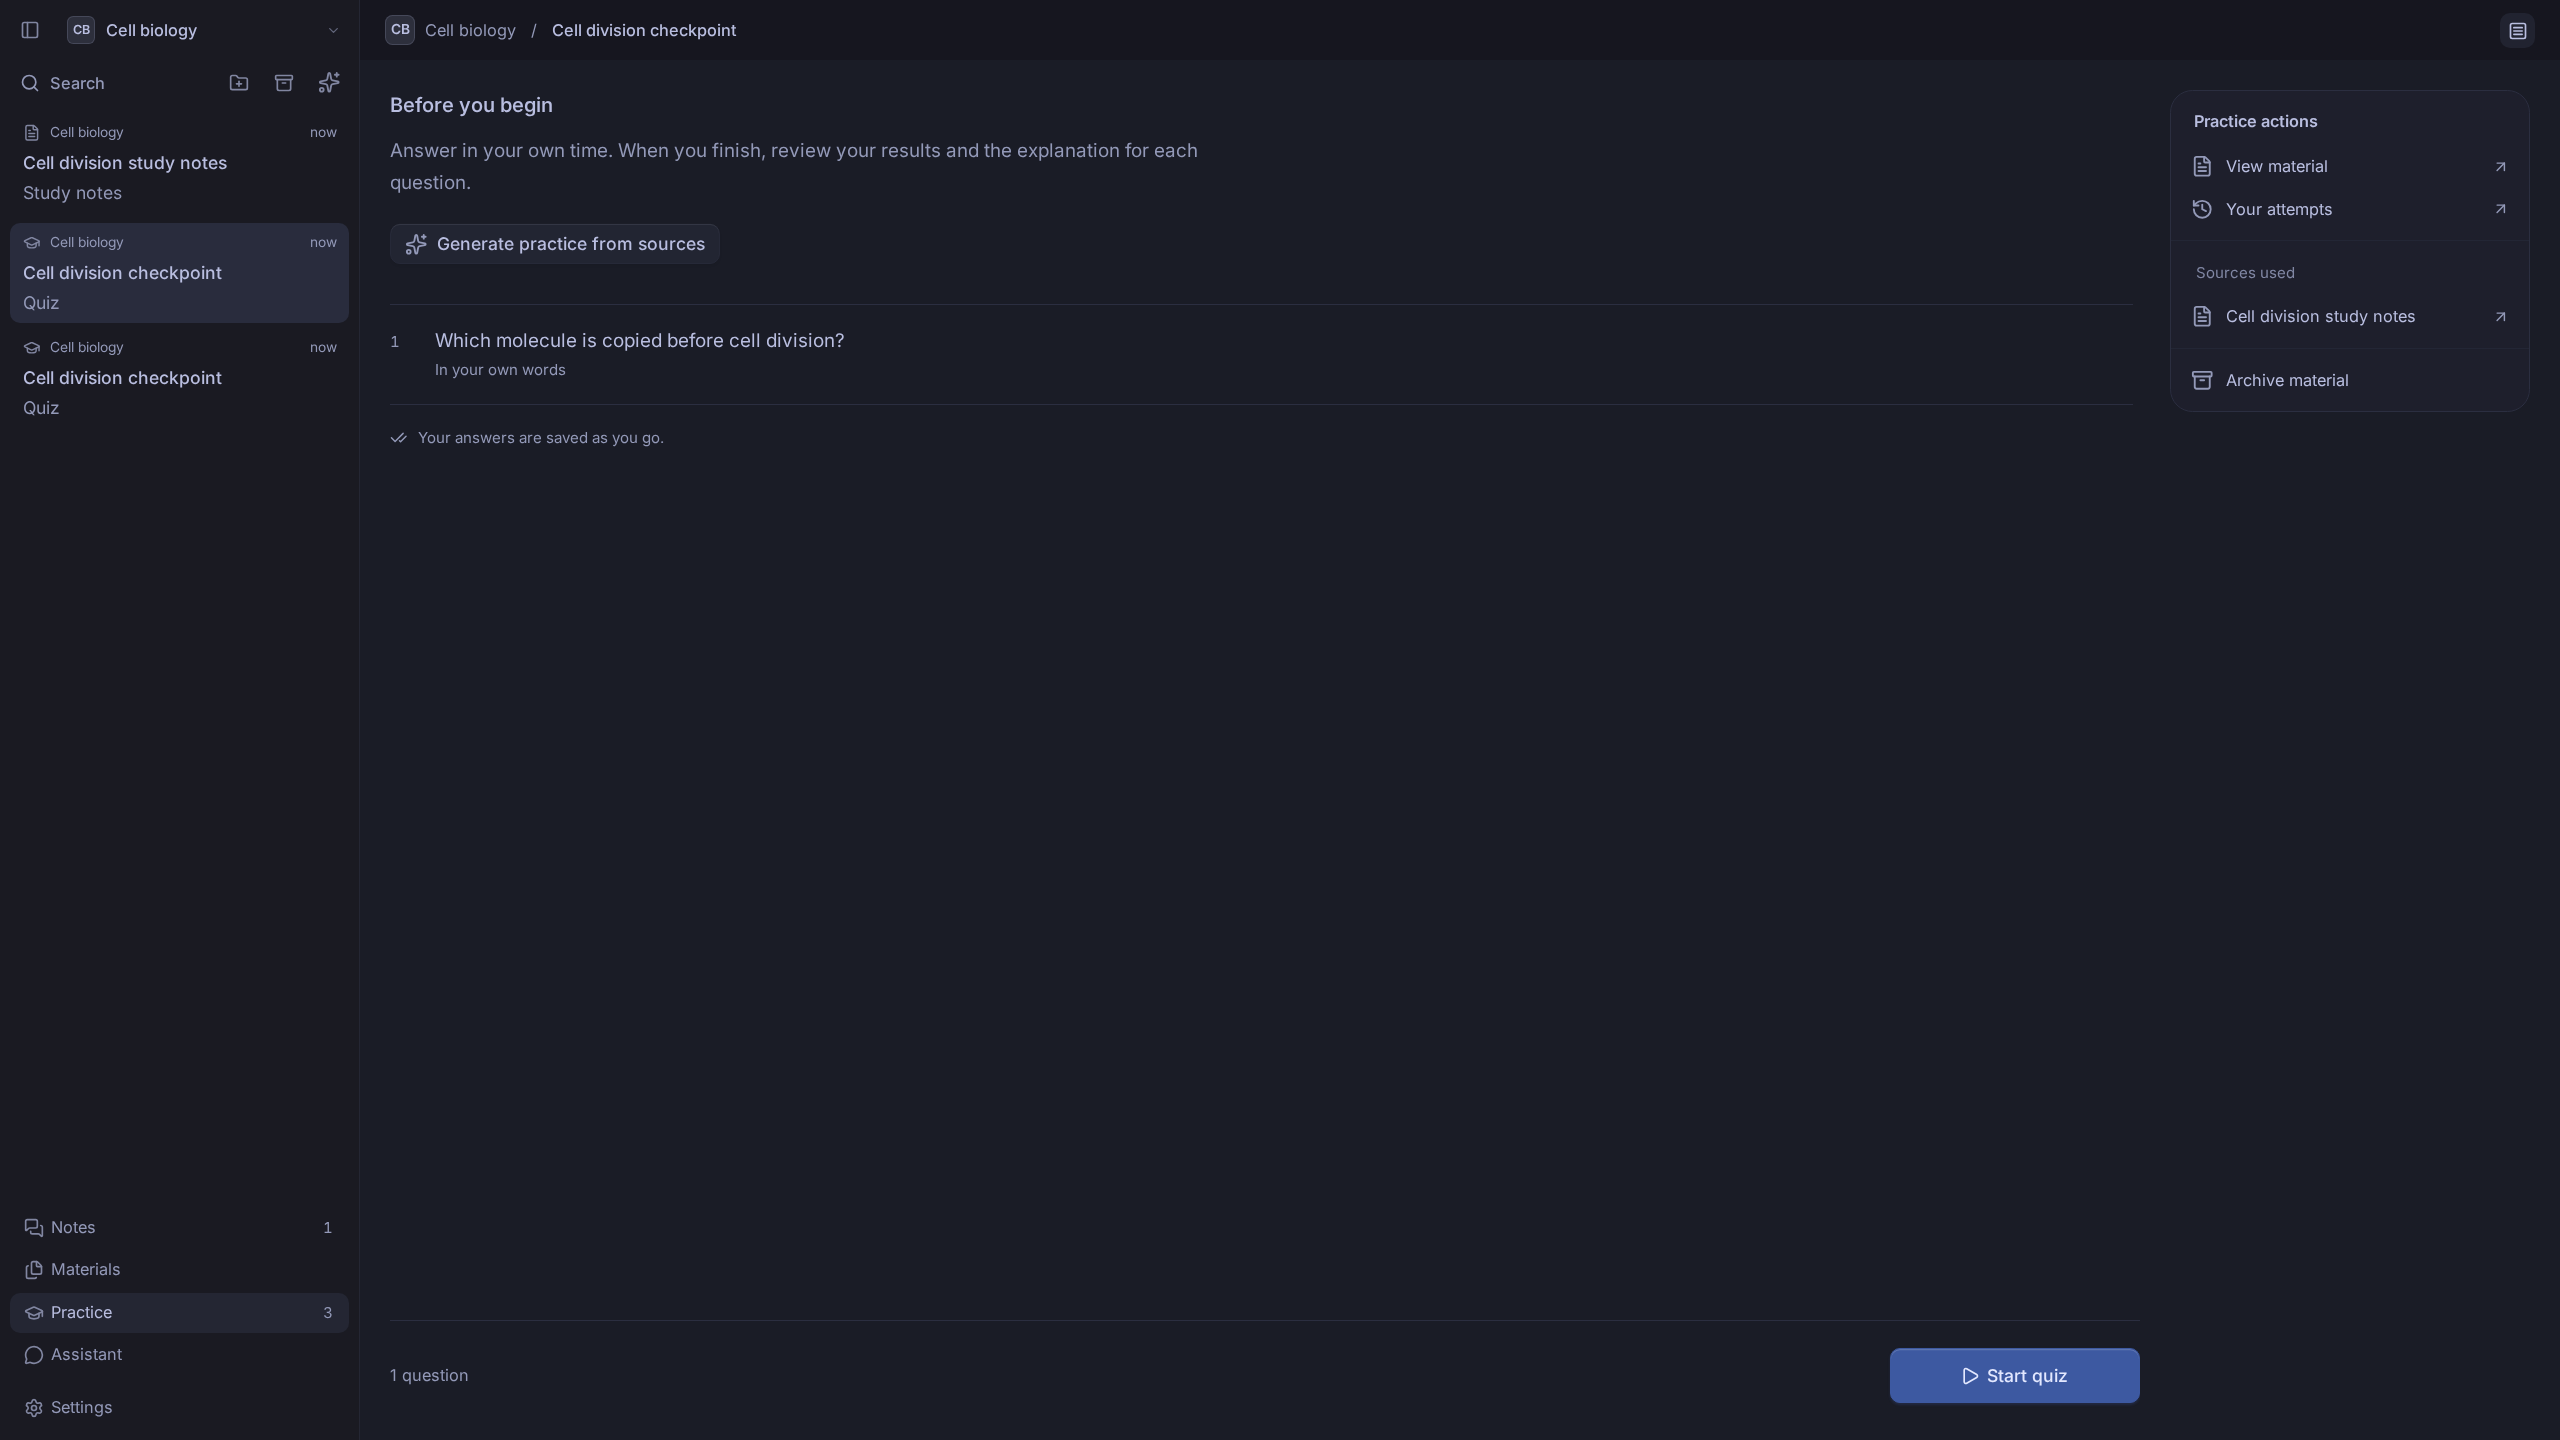 CB Cell biology
Search
Cell biology now
Cell division study notes
Study notes
Cell biology now
Cell division checkpoint
Quiz
Cell biology now
Cell division checkpoint
Quiz
Notes 1
Materials
Practice 3
Assistant
Settings
CB Cell biology / Cell division checkpoint
Before you begin
Answer in your own time. When you finish, review your results and the explanation for each
question.
Generate practice from sources
1 Which molecule is copied before cell division?
In your own words
Your answers are saved as you go.
1 question
Start quiz
Practice actions
View material
Your attempts
Sources used
Cell division study notes
Archive material